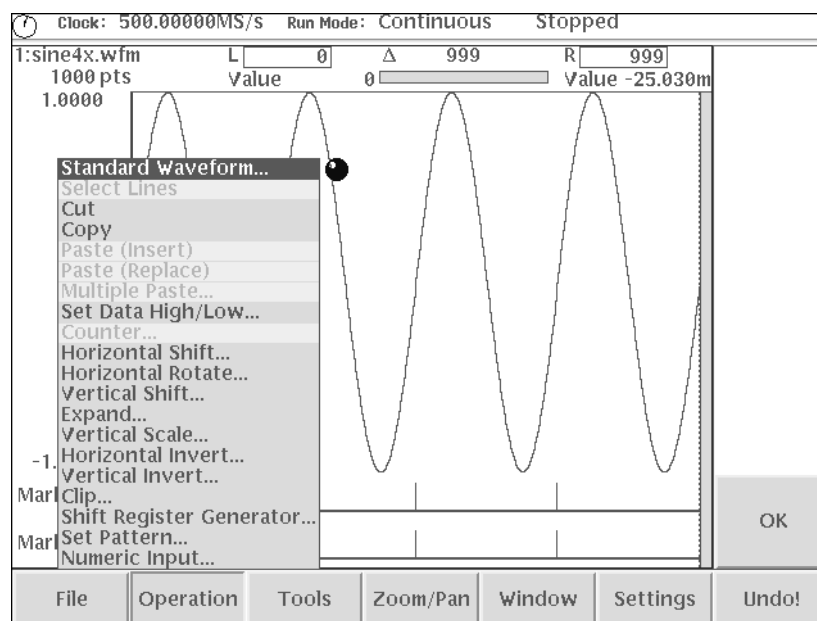 Clock: 500.00000MS/s Run Mode: Continuous Stopped
1:sine4x.wfm L 0 Δ 999 R 999
1000 pts Value 0 Value -25.030m
1.0000
Standard Waveform...
Select Lines
Cut
Copy
Paste (Insert)
Paste (Replace)
Multiple Paste...
Set Data High/Low...
Counter...
Horizontal Shift...
Horizontal Rotate...
Vertical Shift...
Expand...
Vertical Scale...
-1. Horizontal Invert...
Vertical Invert...
Mark Clip...
Shift Register Generator...
OK
Mark Set Pattern...
Numeric Input...
File Operation Tools Zoom/Pan Window Settings Undo!